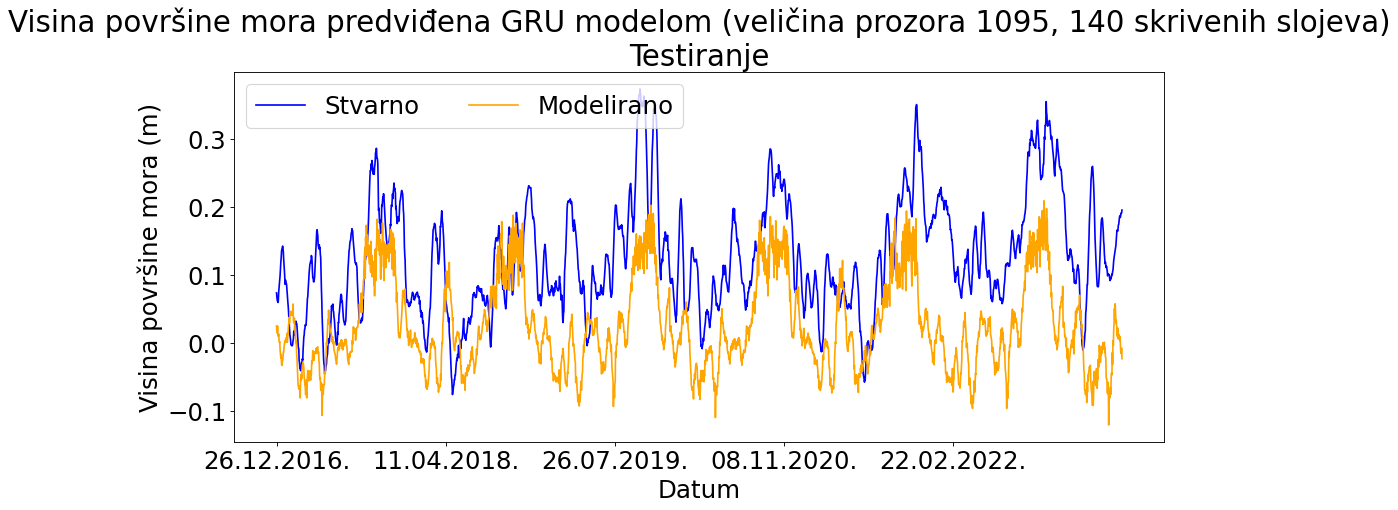 Visina površine mora predviđena GRU modelom (veličina prozora 1095, 140 skrivenih slojeva)
Testiranje
Stvarno
Modelirano
Visina površine mora (m)
0.3
0.2
0.1
0.0
−0.1
26.12.2016.
11.04.2018.
26.07.2019.
08.11.2020.
22.02.2022.
Datum